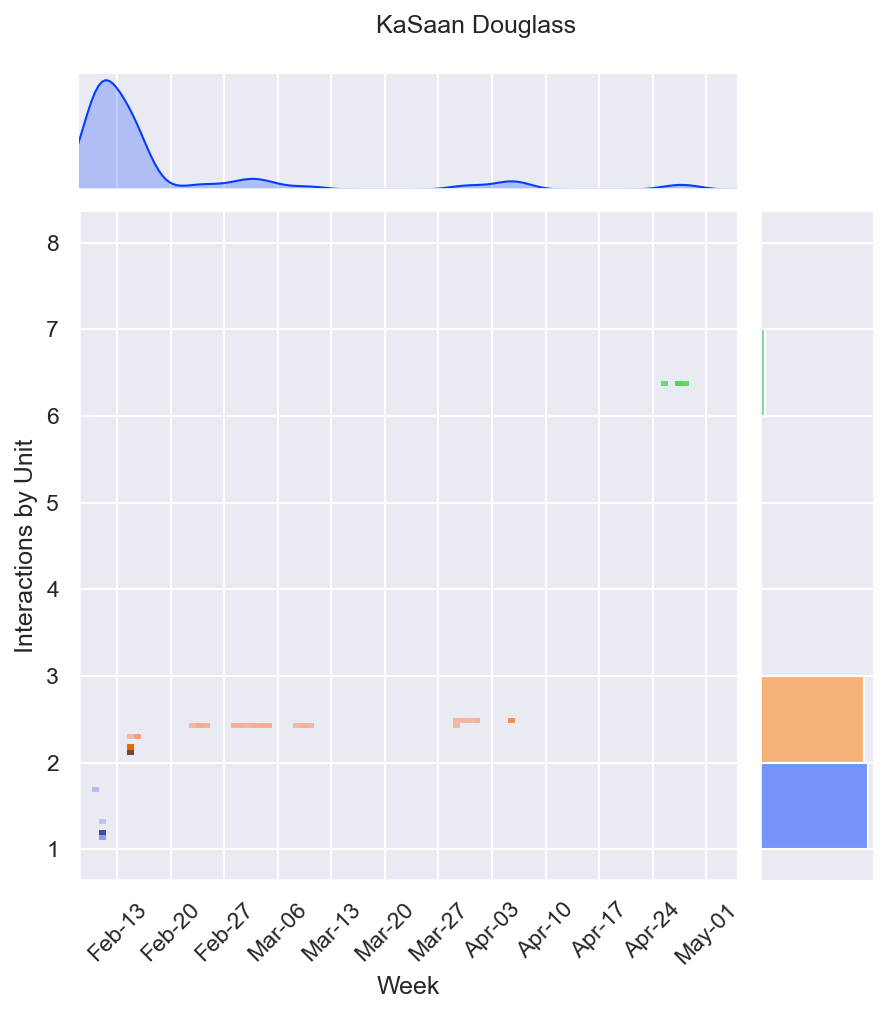 KaSaan Douglass
8
7
6
5
4
3
2
1
Interactions by Unit
Feb-13
Feb-20
Feb-27
Mar-06
Mar-13
Mar-20
Mar-27
Apr-03
Apr-10
Apr-17
Apr-24
May-01
Week